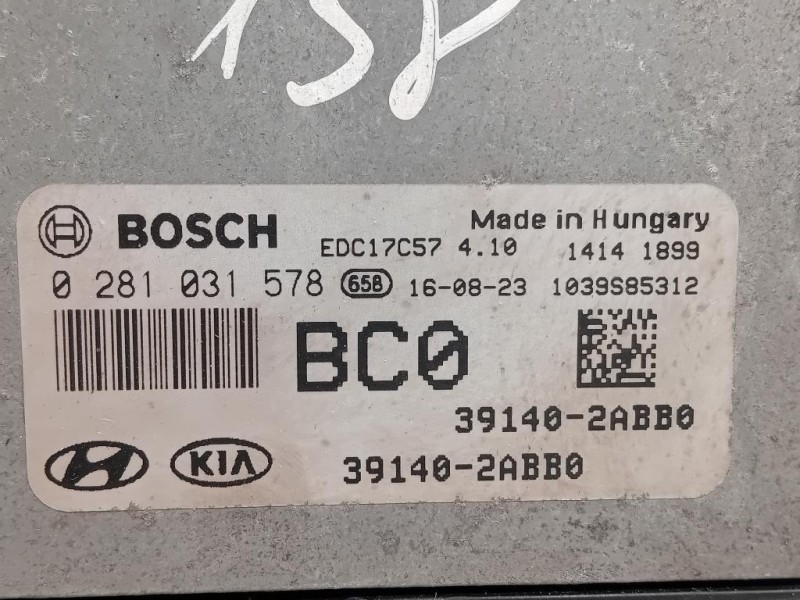 BOSCH
Made in Hungary
EDC17C57 4.10
1414 1899
0 281 031 578 65B 16-08-23 1039S85312
BC0
39140-2ABB0
KIA 39140-2ABB0